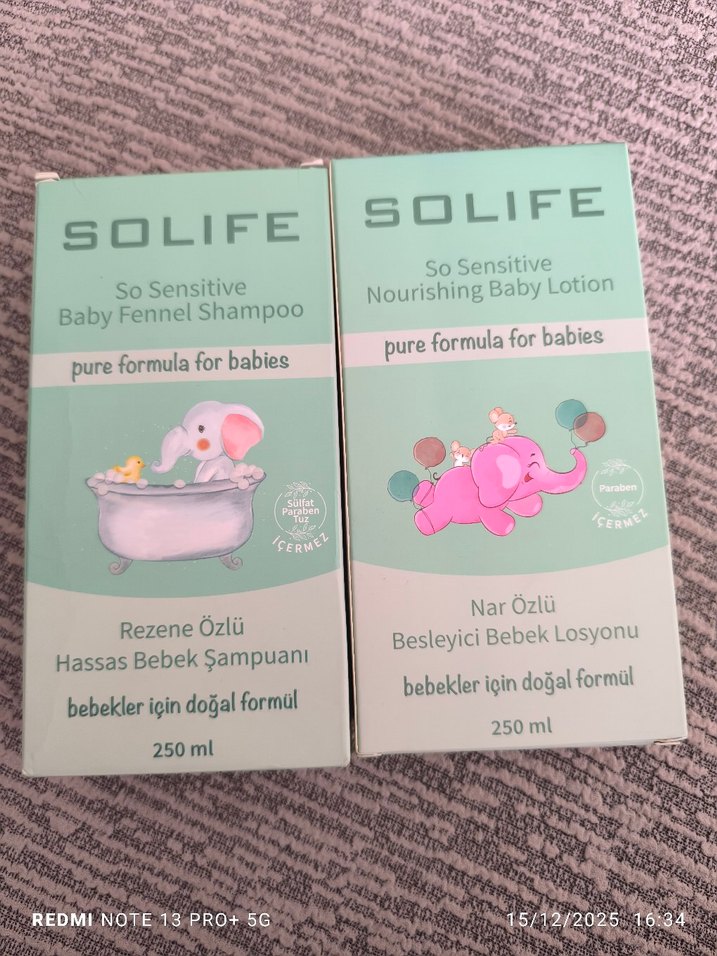 SOLIFE
So Sensitive
Baby Fennel Shampoo
pure formula for babies
Sülfat
Paraben
Tuz
İÇERMEZ
Rezene Özlü
Hassas Bebek Şampuanı
bebekler için doğal formül
250 ml
SOLIFE
So Sensitive
Nourishing Baby Lotion
pure formula for babies
Paraben
İÇERMEZ
Nar Özlü
Besleyici Bebek Losyonu
bebekler için doğal formül
250 ml
REDMI NOTE 13 PRO+ 5G
15/12/2025 16:34